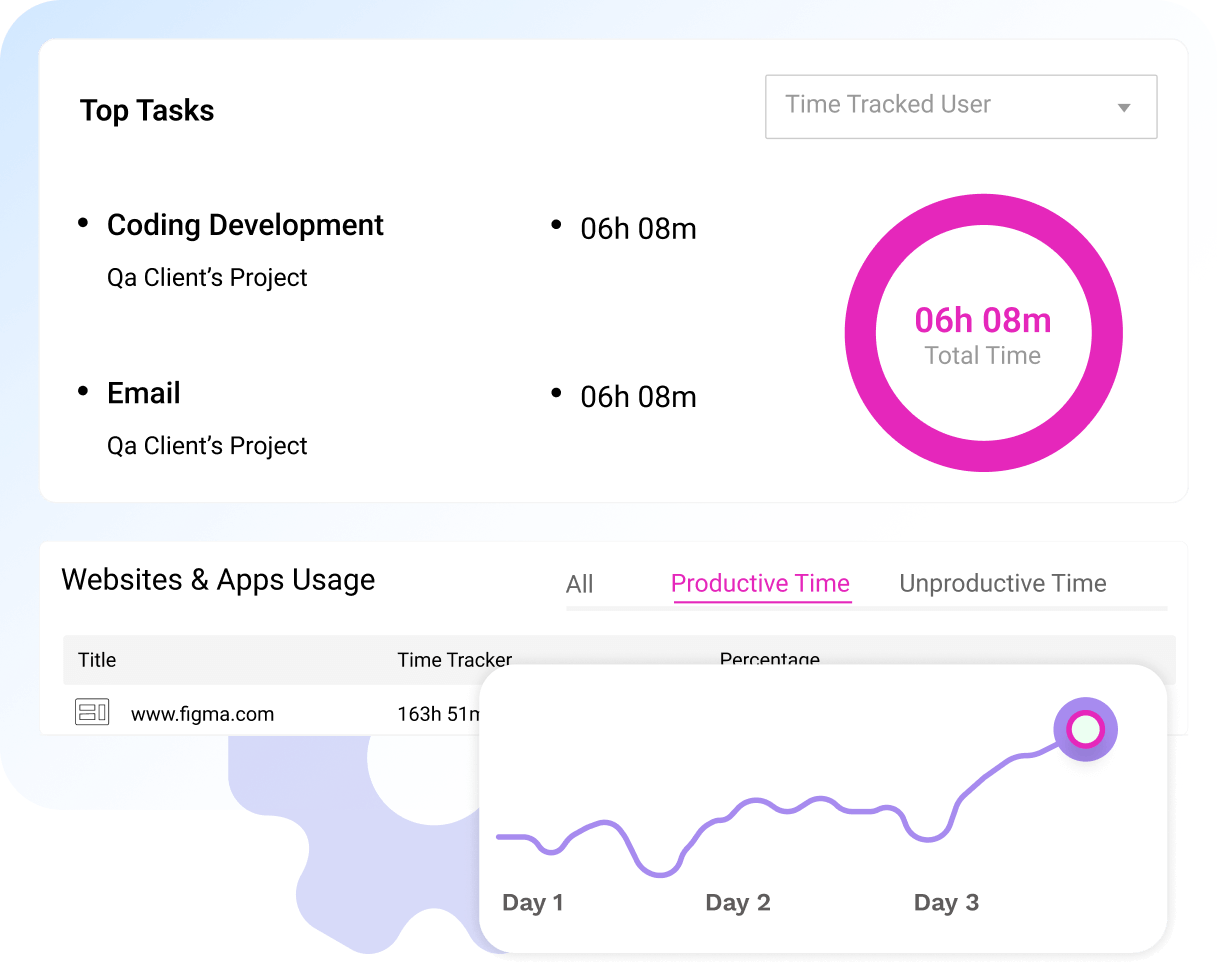 Top Tasks
Time Tracked User
Coding Development
06h 08m
Qa Client’s Project
06h 08m
Total Time
Email
06h 08m
Qa Client’s Project
Websites & Apps Usage
All
Productive Time
Unproductive Time
Title
Time Tracker
Percentage
www.figma.com
163h 51m
Day 1
Day 2
Day 3